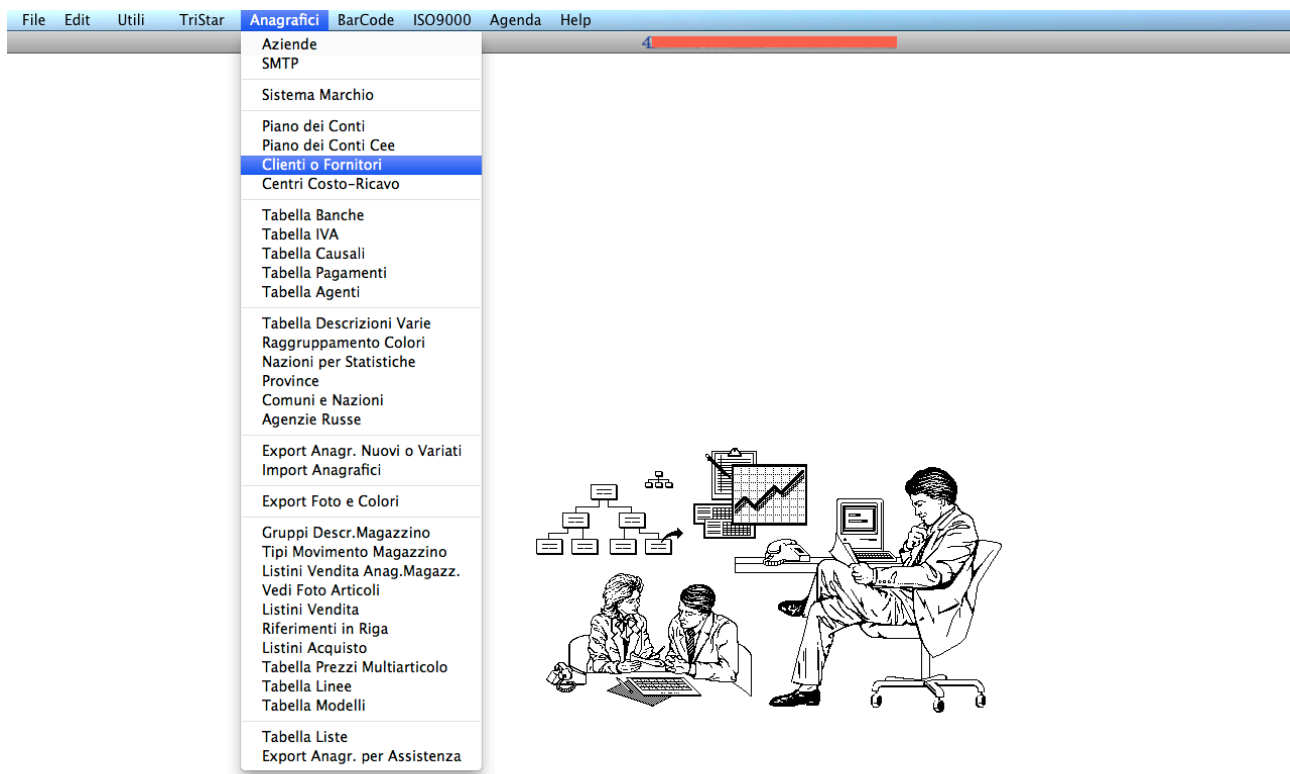 File Edit Utili TriStar Anagrafici BarCode ISO9000 Agenda Help
4
Aziende
SMTP
Sistema Marchio
Piano dei Conti
Piano dei Conti Cee
Clienti o Fornitori
Centri Costo-Ricavo
Tabella Banche
Tabella IVA
Tabella Causali
Tabella Pagamenti
Tabella Agenti
Tabella Descrizioni Varie
Raggruppamento Colori
Nazioni per Statistiche
Province
Comuni e Nazioni
Agenzie Russe
Export Anagr. Nuovi o Variati
Import Anagrafici
Export Foto e Colori
Gruppi Descr.Magazzino
Tipi Movimento Magazzino
Listini Vendita Anag.Magazz.
Vedi Foto Articoli
Listini Vendita
Riferimenti in Riga
Listini Acquisto
Tabella Prezzi Multiarticolo
Tabella Linee
Tabella Modelli
Tabella Liste
Export Anagr. per Assistenza